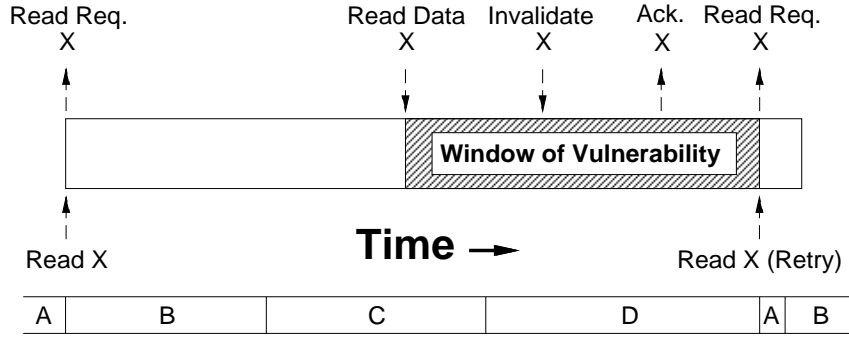 Read Req. Read Data Invalidate Ack. Read Req.
X X X X X
Window of Vulnerability
Time
Read X Read X (Retry)
A B C D A B